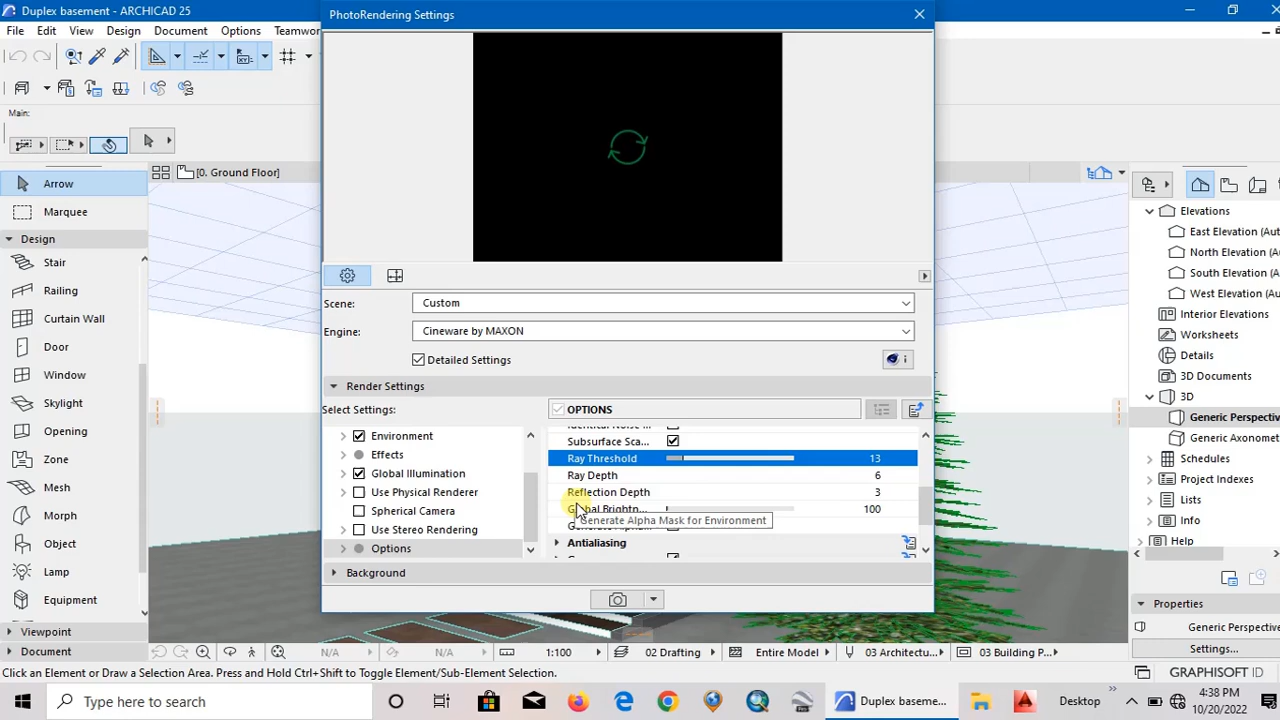 Duplex basement - ARCHICAD 25
PhotoRendering Settings
File Edit View Design Document Options Teamwor
Main:
[0. Ground Floor]
Arrow
Marquee
Design
Stair
Railing
Curtain Wall
Door
Window
Skylight
Opening
Zone
Mesh
Morph
Object
Lamp
Equipment
Viewpoint
Document
Scene: Custom
Engine: Cineware by MAXON
Detailed Settings
Render Settings
Select Settings:
Environment
Effects
Global Illumination
Use Physical Renderer
Spherical Camera
Use Stereo Rendering
Options
OPTIONS
Identical Noise ...
Subsurface Sca...
Ray Threshold 13
Ray Depth 6
Reflection Depth 3
Global Brightn... 100
Generate Alpha Mask for Environment
Antialiasing
Background
Elevations
East Elevation (Au
North Elevation (Au
South Elevation (Au
West Elevation (Au
Interior Elevations
Worksheets
Details
3D Documents
3D
Generic Perspectiv
Generic Axonomet
Schedules
Project Indexes
Lists
Info
Help
Properties
Generic Perspectiv
Settings...
N/A N/A 1:100 02 Drafting Entire Model 03 Architectu... 03 Building P...
Click an Element or Draw a Selection Area. Press and Hold Ctrl+Shift to Toggle Element/Sub-Element Selection.
GRAPHISOFT ID
Type here to search
Duplex baseme...
Desktop
4:38 PM
10/20/2022